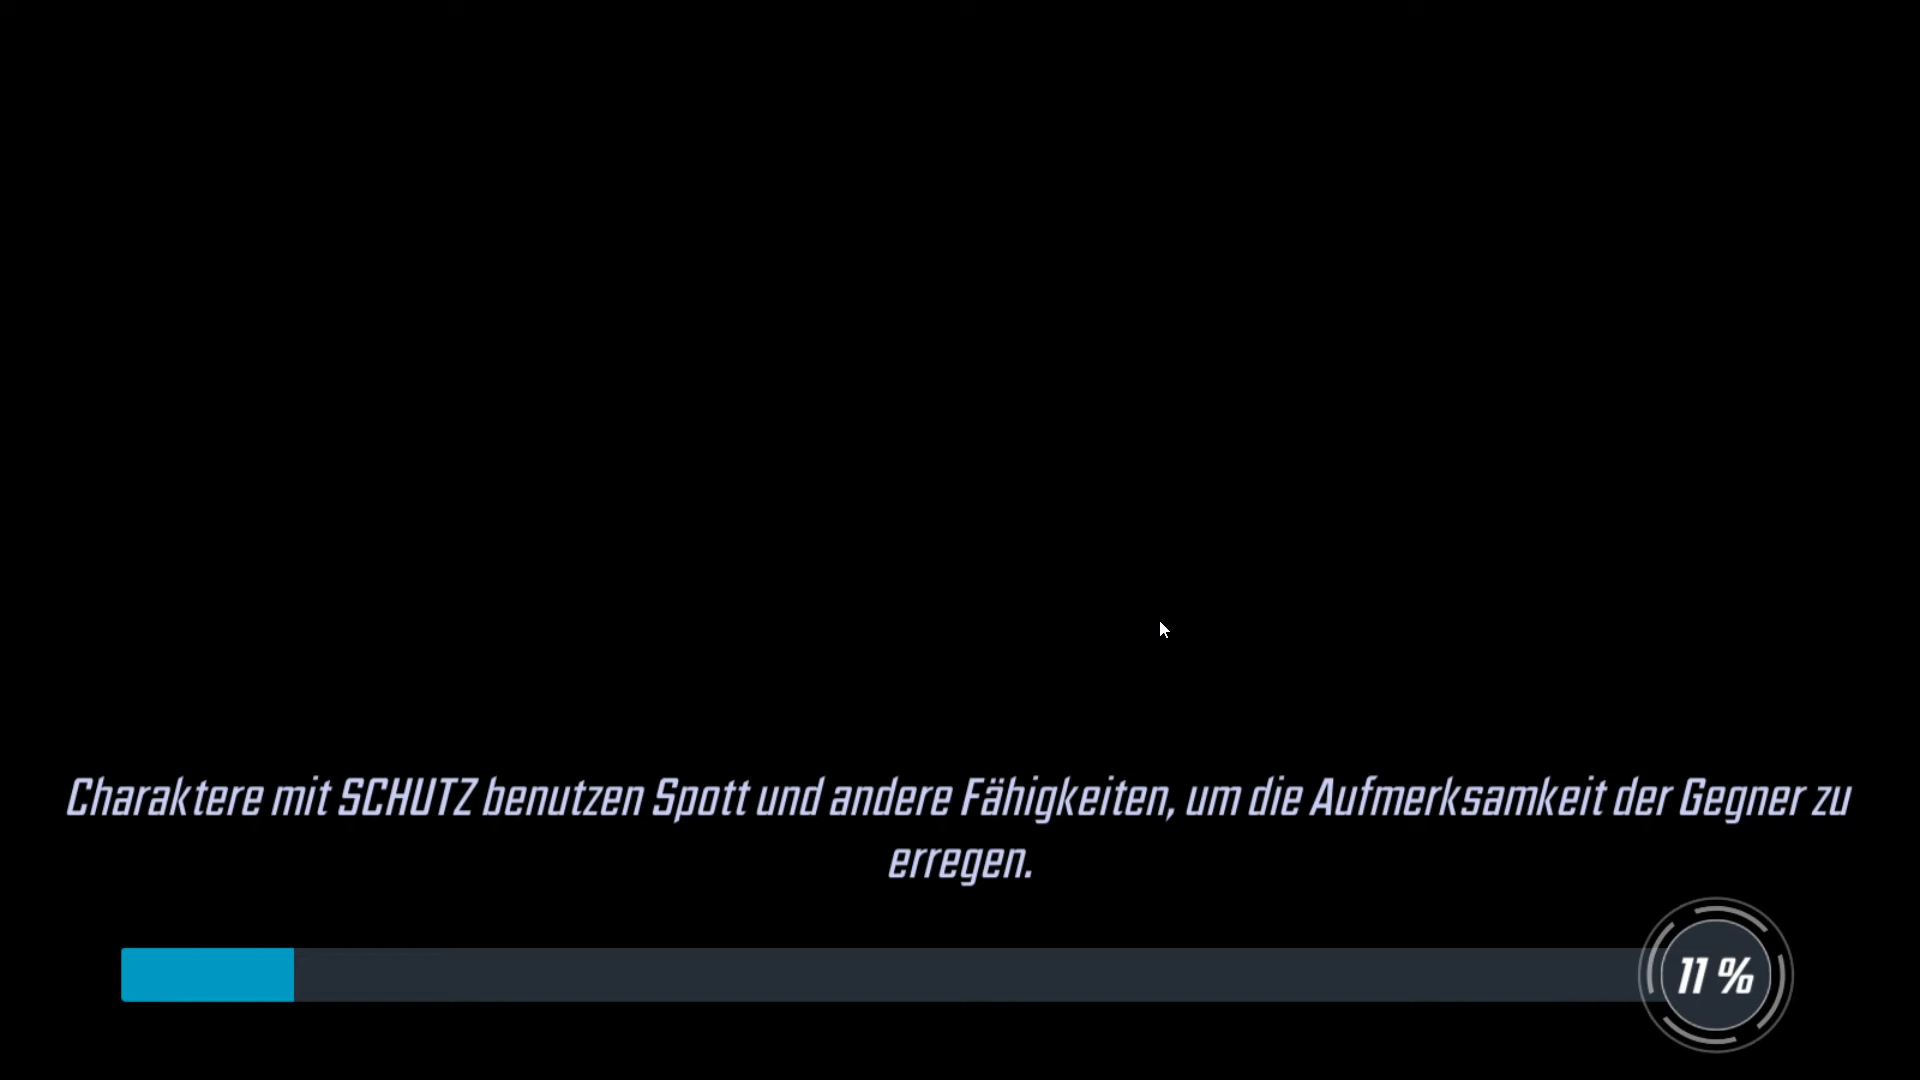 Charaktere mit SCHUTZ benutzen Spott und andere Fähigkeiten, um die Aufmerksamkeit der Gegner zu
erregen.
11 %